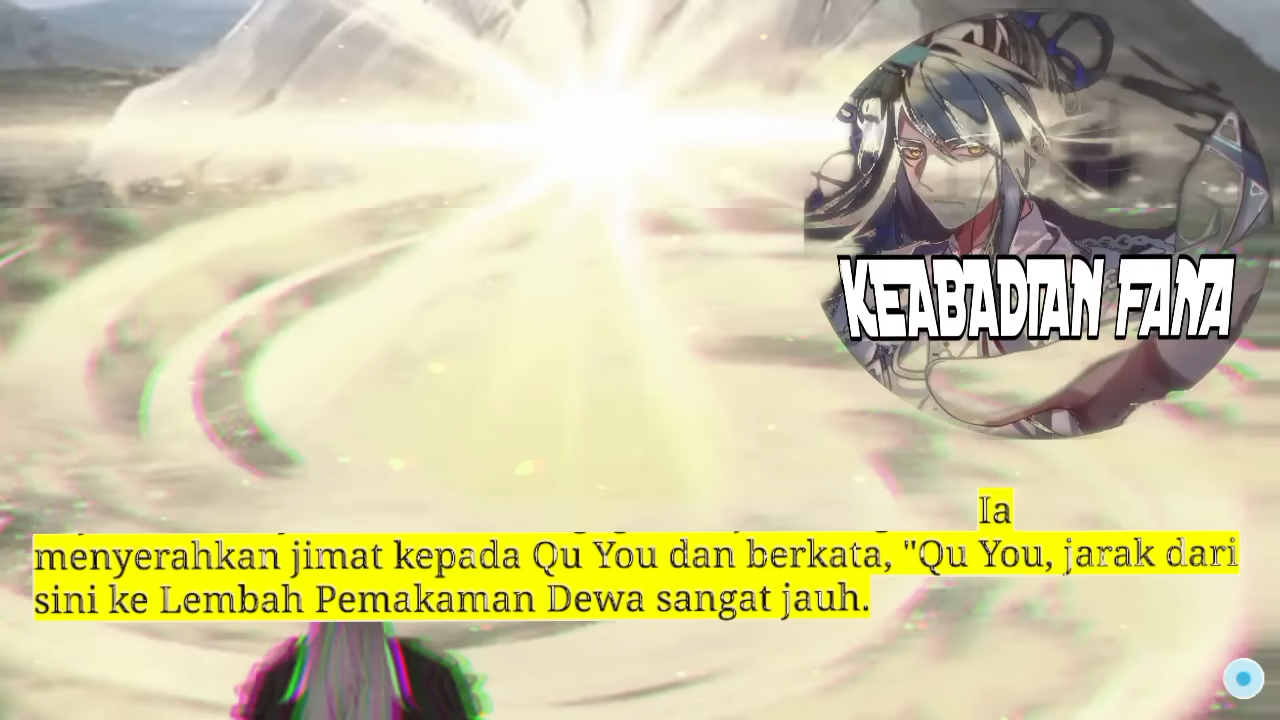 KEABADIAN FANA
Ia
menyerahkan jimat kepada Qu You dan berkata, "Qu You, jarak dari
sini ke Lembah Pemakaman Dewa sangat jauh.